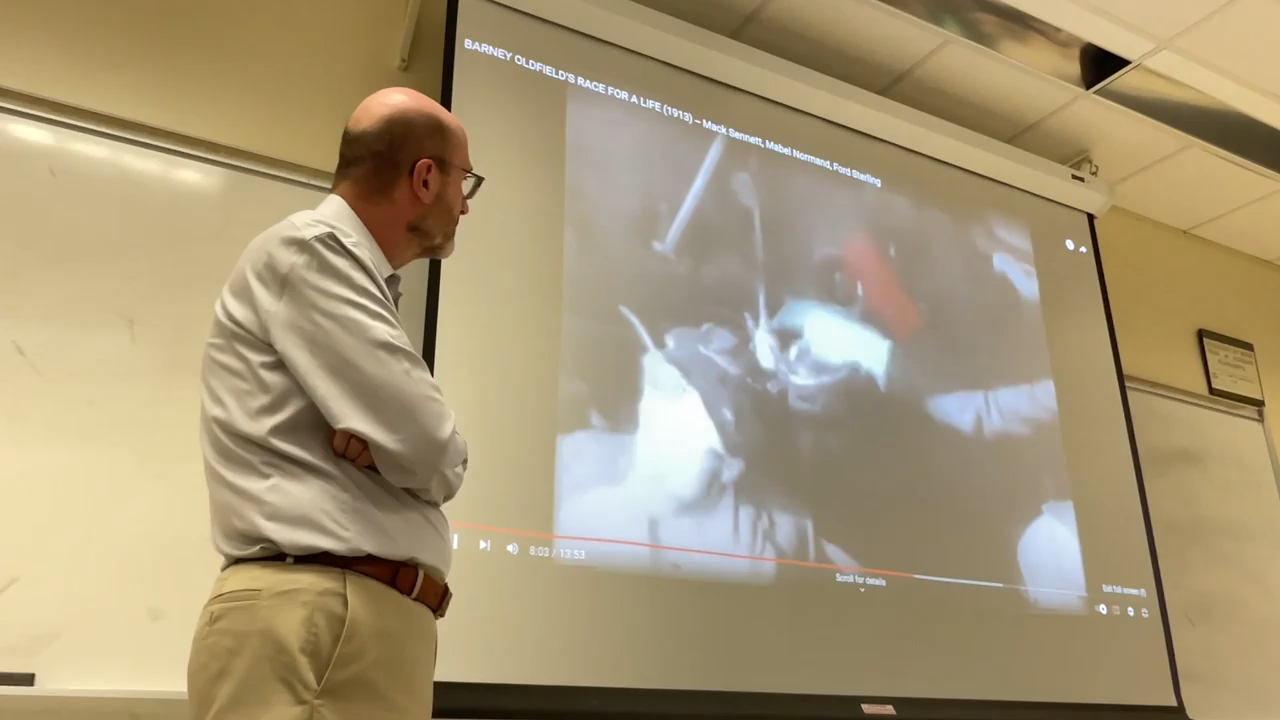 BARNEY OLDFIELD'S RACE FOR A LIFE (1913) – Mack Sennett, Mabel Normand, Ford Sterling
8:03 / 13:53
Scroll for details
Exit full screen (f)